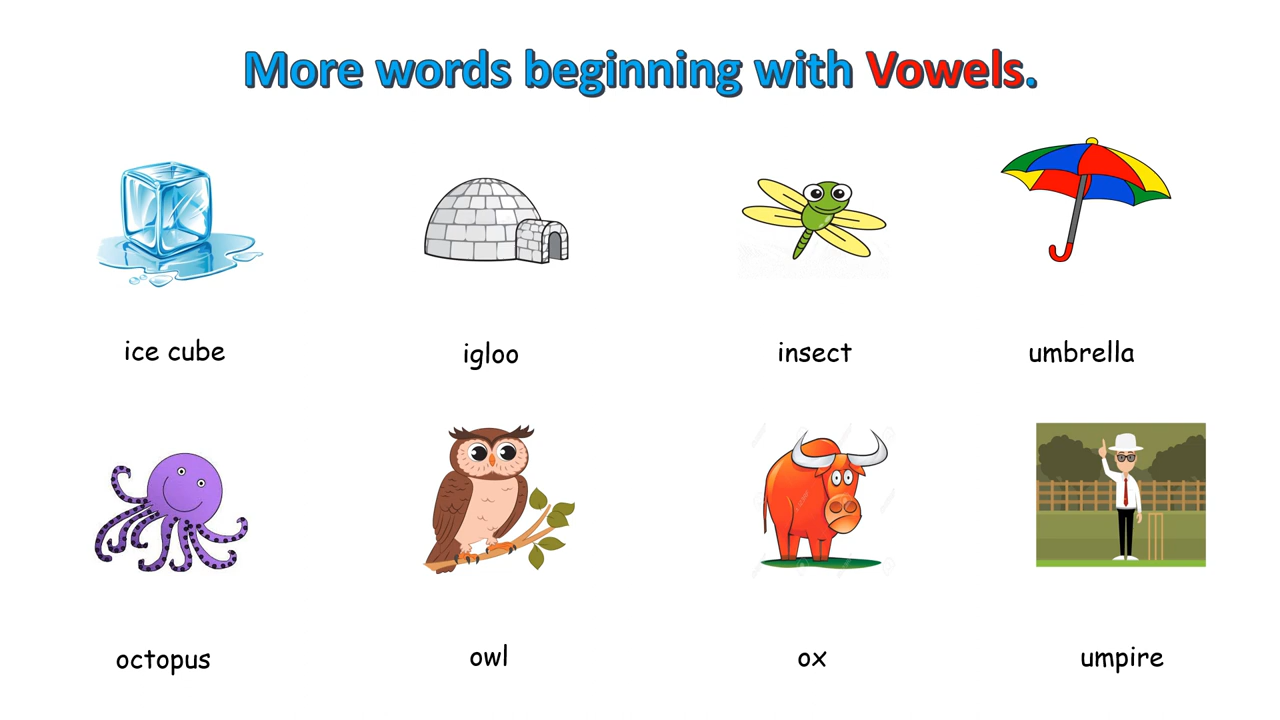 More words beginning with Vowels.
ice cube
igloo
insect
umbrella
octopus
owl
ox
umpire